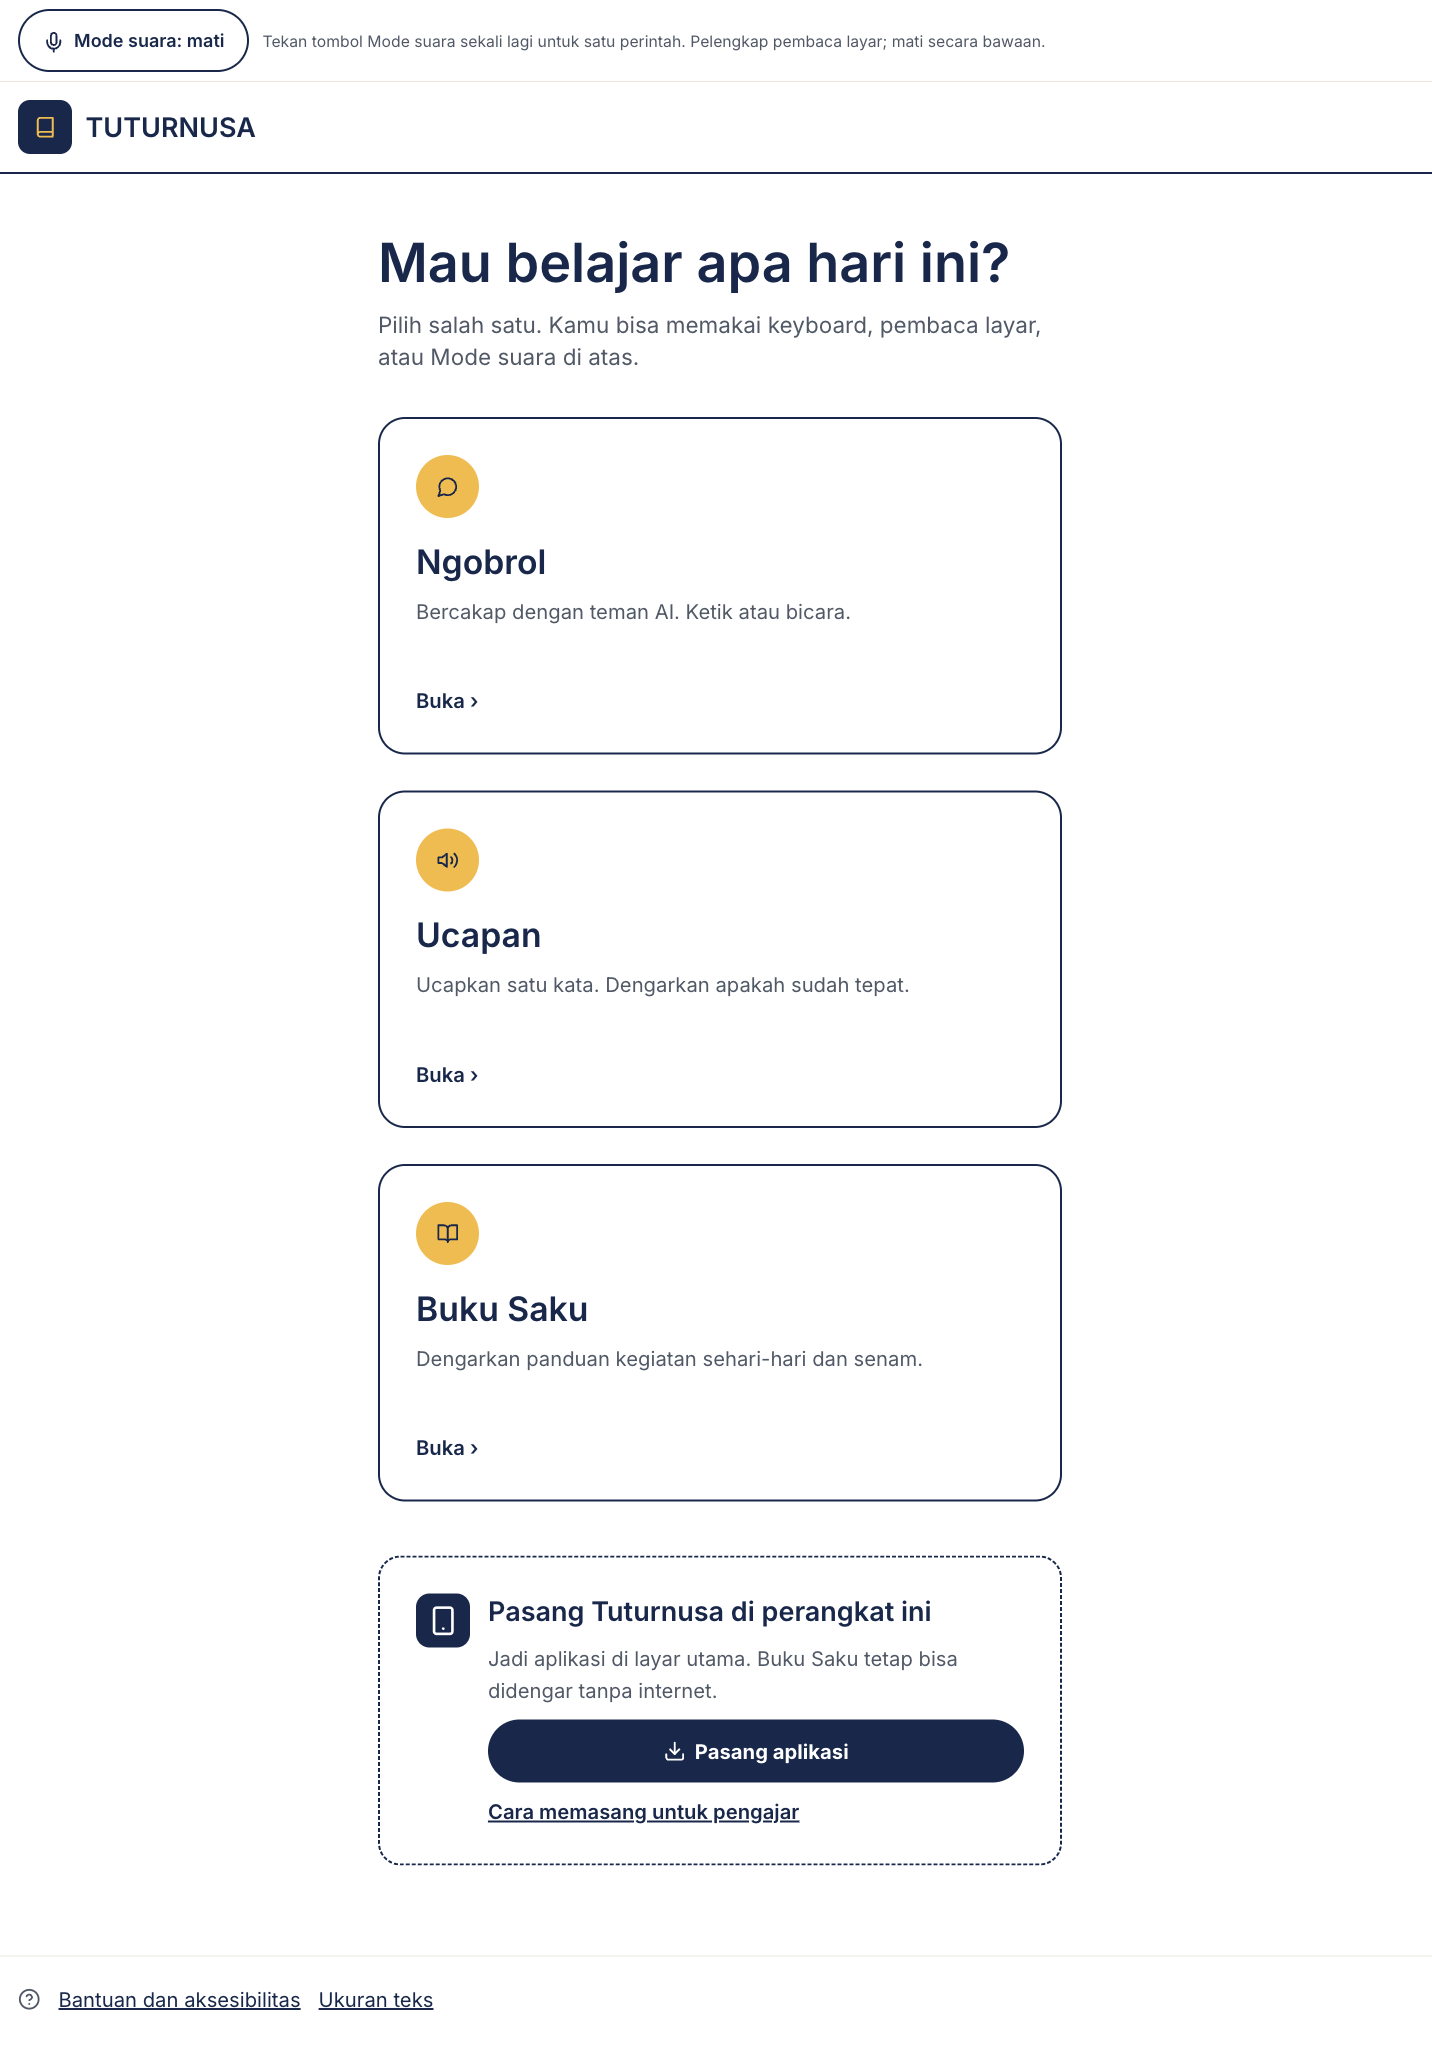 Mode suara: mati
Tekan tombol Mode suara sekali lagi untuk satu perintah. Pelengkap pembaca layar; mati secara bawaan.
TUTURNUSA
Mau belajar apa hari ini?
Pilih salah satu. Kamu bisa memakai keyboard, pembaca layar,
atau Mode suara di atas.
Ngobrol
Bercakap dengan teman AI. Ketik atau bicara.
Buka ›
Ucapan
Ucapkan satu kata. Dengarkan apakah sudah tepat.
Buka ›
Buku Saku
Dengarkan panduan kegiatan sehari-hari dan senam.
Buka ›
Pasang Tuturnusa di perangkat ini
Jadi aplikasi di layar utama. Buku Saku tetap bisa
didengar tanpa internet.
Pasang aplikasi
Cara memasang untuk pengajar
Bantuan dan aksesibilitas Ukuran teks